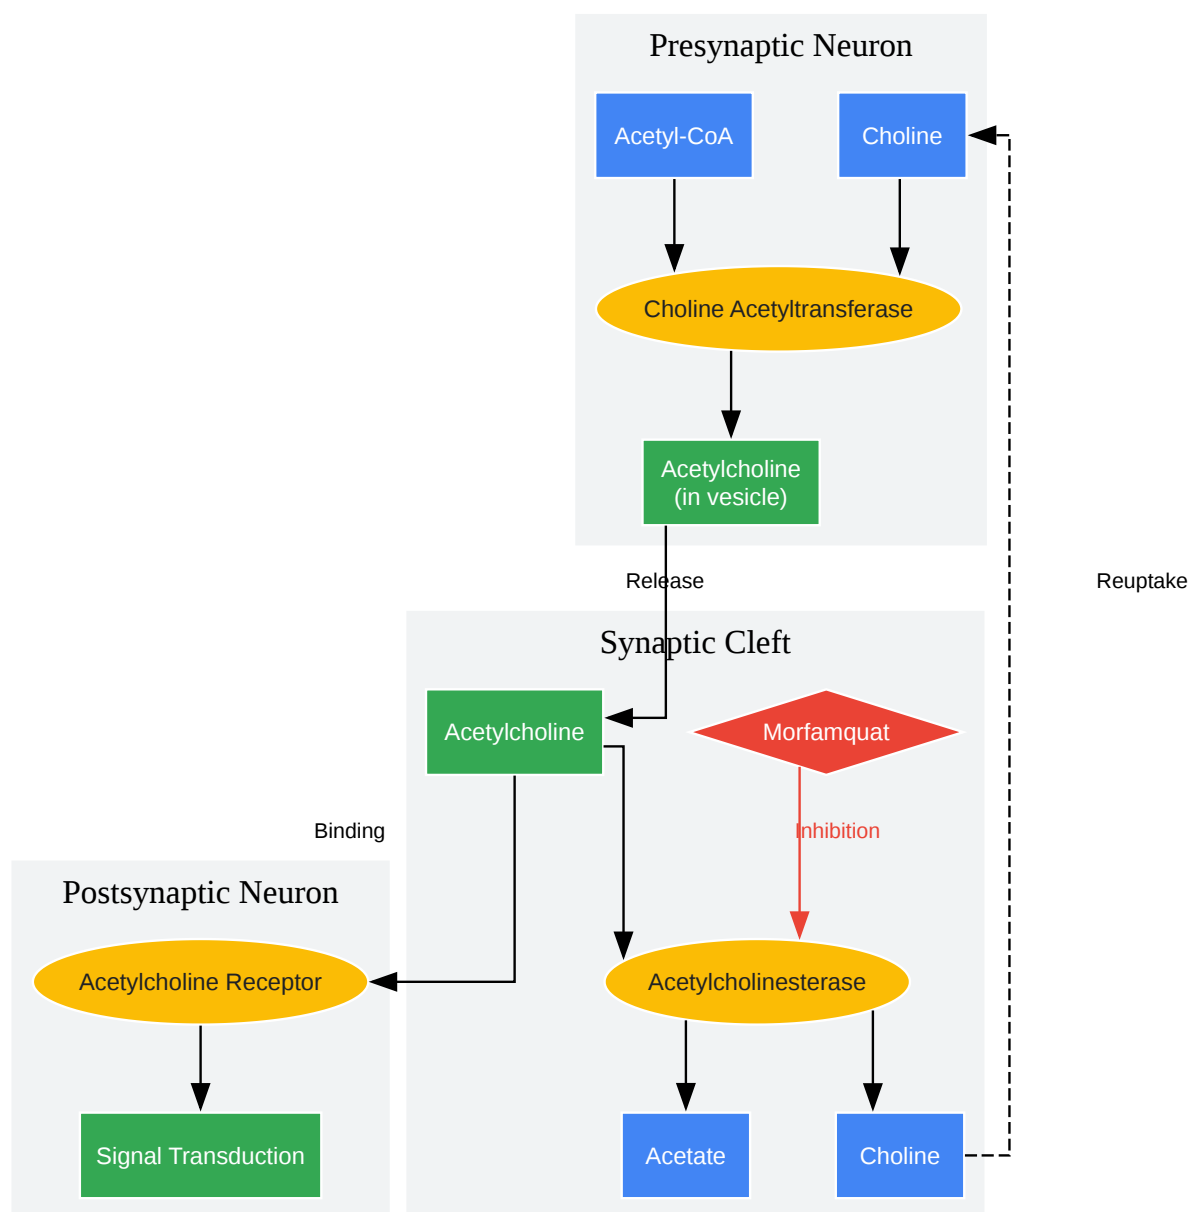 Presynaptic Neuron
Acetyl-CoA
Choline
Choline Acetyltransferase
Acetylcholine
(in vesicle)
Release
Reuptake
Synaptic Cleft
Acetylcholine
Morfamquat
Binding
Inhibition
Postsynaptic Neuron
Acetylcholine Receptor
Acetylcholinesterase
Signal Transduction
Acetate
Choline